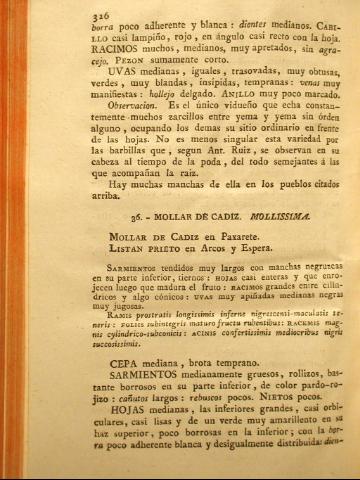 326
borra poco adherente y blanca: dientes medianos. CABI-
LLO casi lampiño, rojo, en ángulo casi recto con la hoja.
RACIMOS muchos, medianos, muy apretados, sin agra-
cejo. PEZON sumamente corto.
UVAS medianas, iguales, trasovadas, muy obtusas,
verdes, muy blandas, insípidas, tempranas: venas muy
manifiestas: hollejo delgado. ANILLO muy poco marcado.
Observacion. Es el único vidueño que echa constan-
temente muchos zarcillos entre yema y yema sin órden
alguno, ocupando los demas su sitio ordinario en frente
de las hojas. No es menos singular esta variedad por
las barbillas que, segun Ant. Ruiz, se observan en su
cabeza al tiempo de la poda, del todo semejantes á las
que acompañan la raiz.
Hay muchas manchas de ella en los pueblos citados
arriba.
36. - MOLLAR DE CADIZ. MOLLISSIMA.
MOLLAR DE CADIZ en Paxarete.
LISTAN PRIETO en Arcos y Espera.
SARMIENTOS tendidos muy largos con manchas negruzcas
en su parte inferior, tiernos: HOJAS casi enteras y que enro-
jecen luego que madura el fruto: RACIMOS grandes entre cilín-
dricos y algo cónicos: UVAS muy apiñadas medianas negras
muy jugosas.
RAMIS prostratis longissimis inferne nigrescenti-maculatis te-
neris: FOLIIS subintegris maturo fructu rubentibus: RACEMIS mag-
nis cylindrico-subconicis: ACINIS confertissimis mediocribus nigris
succosissimis.
CEPA mediana, brota temprano.
SARMIENTOS medianamente gruesos, rollizos, bas-
tante borrosos en su parte inferior, de color pardo-ro-
jizo: cañutos largos: rebuscos pocos. NIETOS pocos.
HOJAS medianas, las inferiores grandes, casi orbi-
culares, casi lisas y de un verde muy amarillento en su
haz superior, poco borrosas en la inferior; con la bor-
ra poco adherente blanca y desigualmente distribuida: dien-